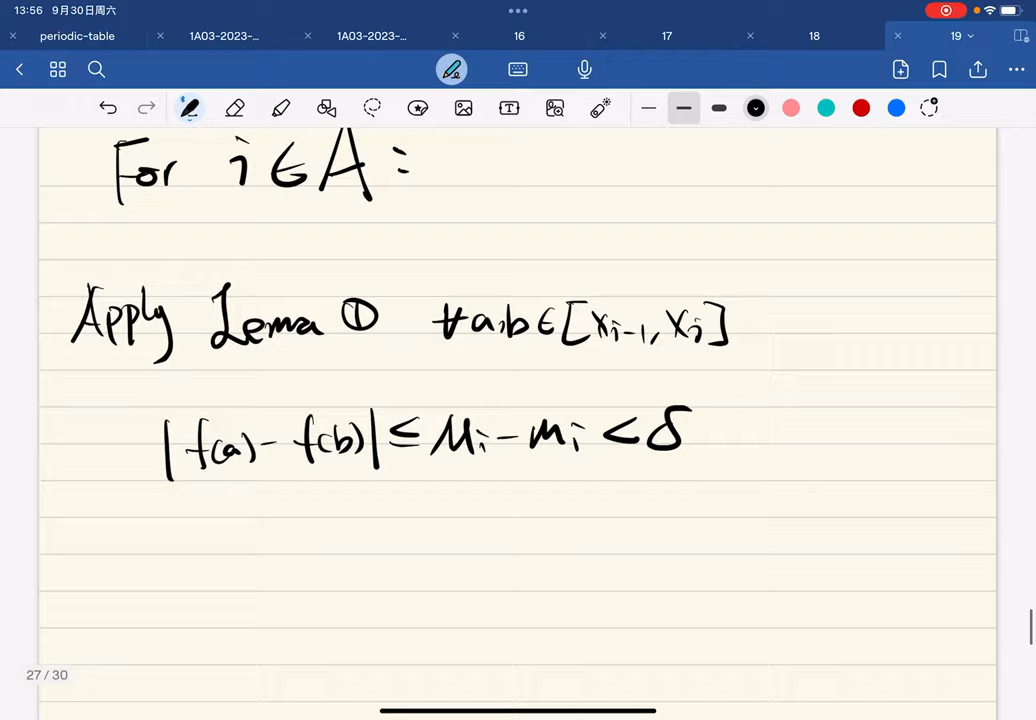 13:56 9月30日周六
periodic-table 1A03-2023-... 1A03-2023-... 16 17 18 19
For i∈A:
Apply Lema ① ∀a,b∈[xᵢ₋₁, xᵢ]
|f(a) - f(b)| ≤ Mᵢ - mᵢ < δ
27 / 30